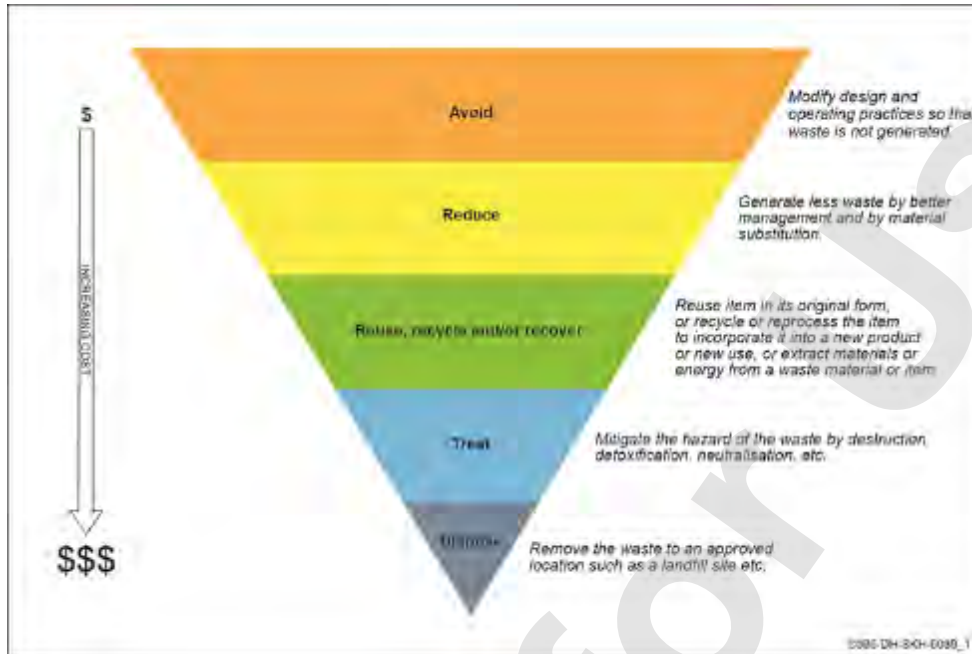 $
INCREASING COST
$$$
Avoid
Modify design and
operating practices so tha
waste is not generated.
Reduce
Generate less waste by better
management and by material
substitution.
Reuse, recycle and/or recover
Reuse item in its original form,
or recycle or reprocess the item
to incorporate it into a new product
or new use, or extract materials or
energy from a waste material or item
Treat
Mitigate the hazard of the waste by destruction,
detoxification, neutralisation, etc.
Remove the waste to an approved
location such as a landfill site etc.
for Us